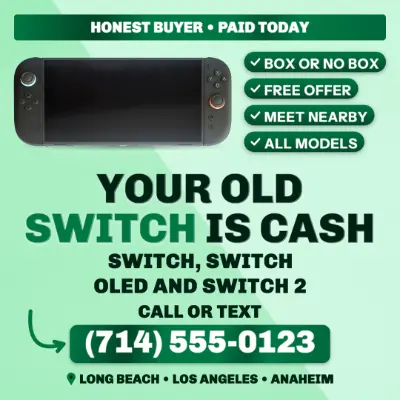 HONEST BUYER • PAID TODAY
✓ BOX OR NO BOX
✓ FREE OFFER
✓ MEET NEARBY
✓ ALL MODELS
YOUR OLD
SWITCH IS CASH
SWITCH, SWITCH
OLED AND SWITCH 2
CALL OR TEXT
(714) 555-0123
LONG BEACH • LOS ANGELES • ANAHEIM